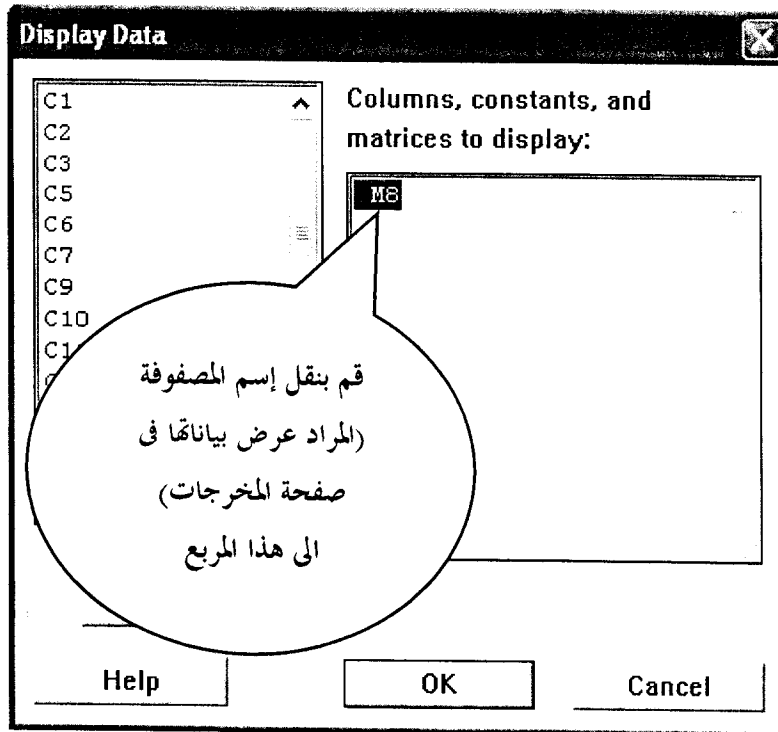 Display Data
C1
C2
C3
C5
C6
C7
C9
C10
Columns, constants, and
matrices to display:
M8
قم بنقل إسم المصفوفة
(المراد عرض بياناتها فى
صفحة المخرجات)
الى هذا المربع
Help
OK
Cancel